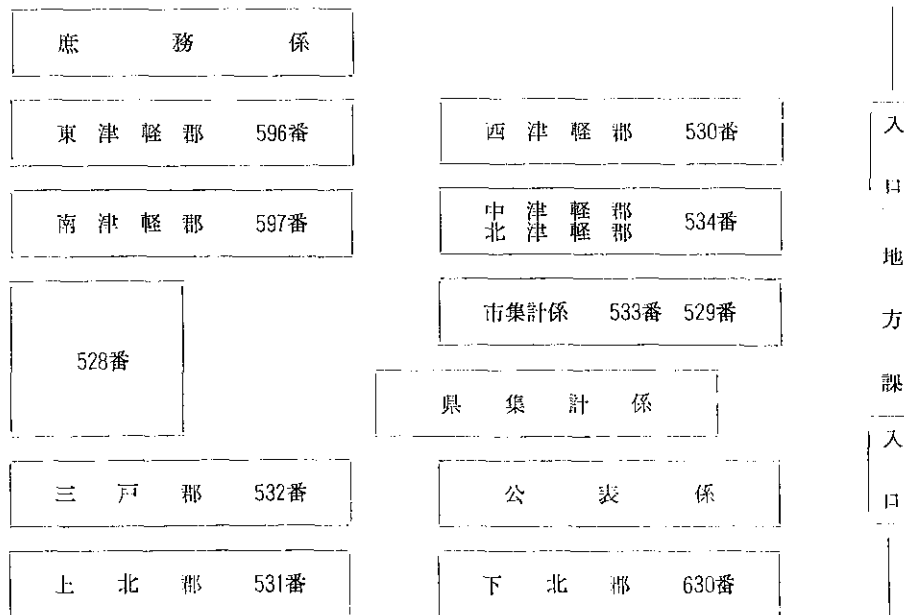 庶務係
東津軽郡 596番
西津軽郡 530番
南津軽郡 597番
中津軽郡
北津軽郡 534番
市集計係 533番 529番
528番
県集計係
三戸郡 532番
公表係
上北郡 531番
下北郡 630番
入口
地方課
入口